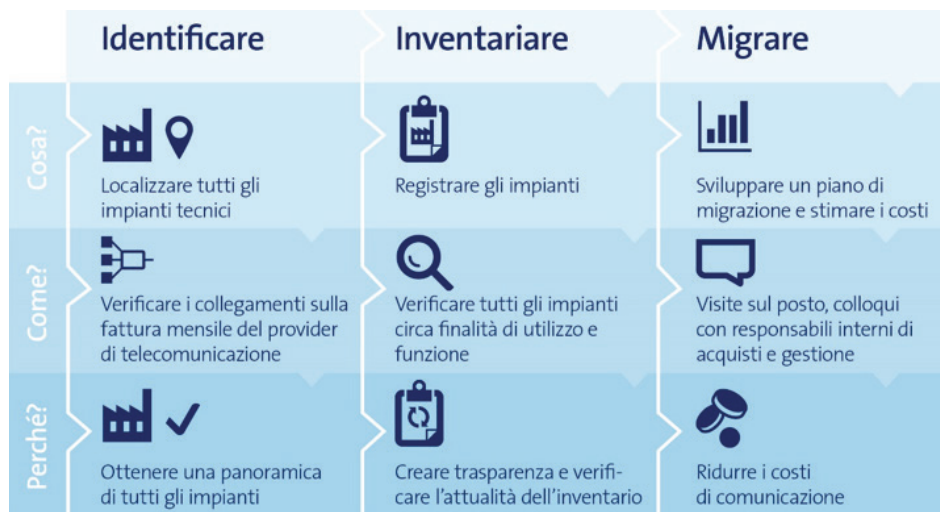 Identificare
Inventariare
Migrare
Cosa?
Localizzare tutti gli
impianti tecnici
Registrare gli impianti
Sviluppare un piano di
migrazione e stimare i costi
Come?
Verificare i collegamenti sulla
fattura mensile del provider
di telecomunicazione
Verificare tutti gli impianti
circa finalità di utilizzo e
funzione
Visite sul posto, colloqui
con responsabili interni di
acquisti e gestione
Perché?
Ottenere una panoramica
di tutti gli impianti
Creare trasparenza e verifi-
care l'attualità dell'inventario
Ridurre i costi
di comunicazione